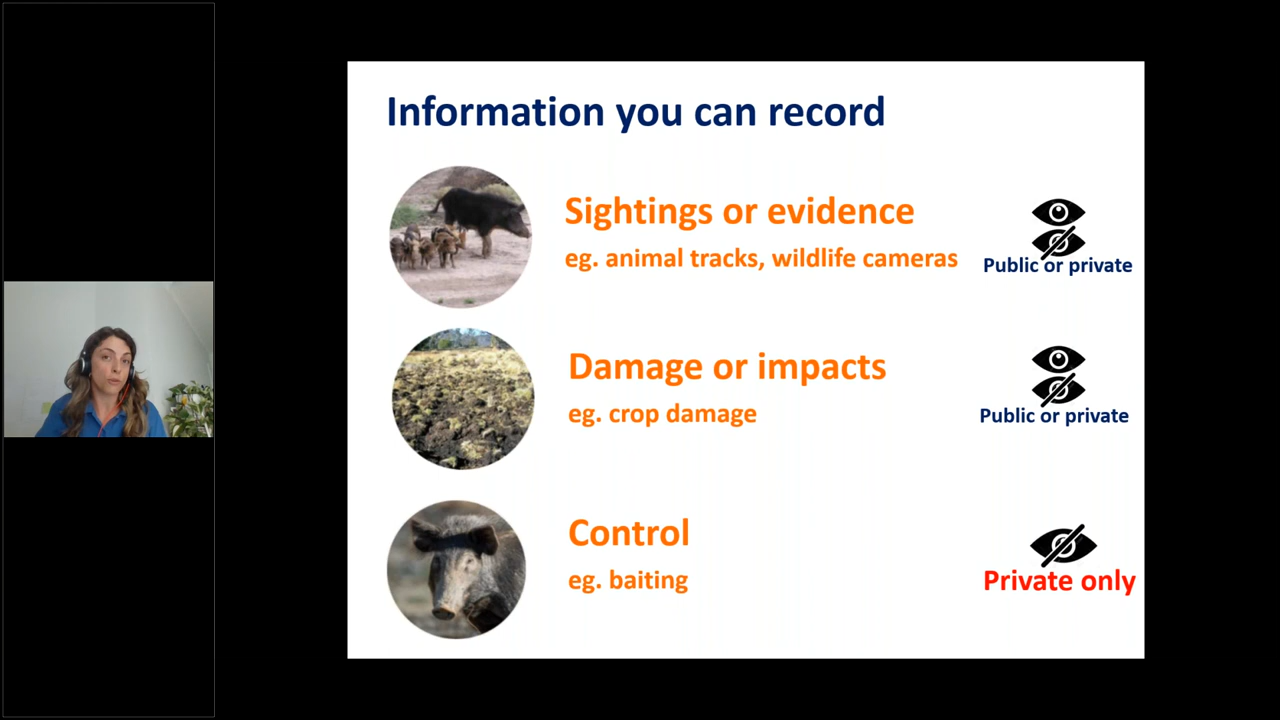 Information you can record
Sightings or evidence
eg. animal tracks, wildlife cameras
Public or private
Damage or impacts
eg. crop damage
Public or private
Control
eg. baiting
Private only